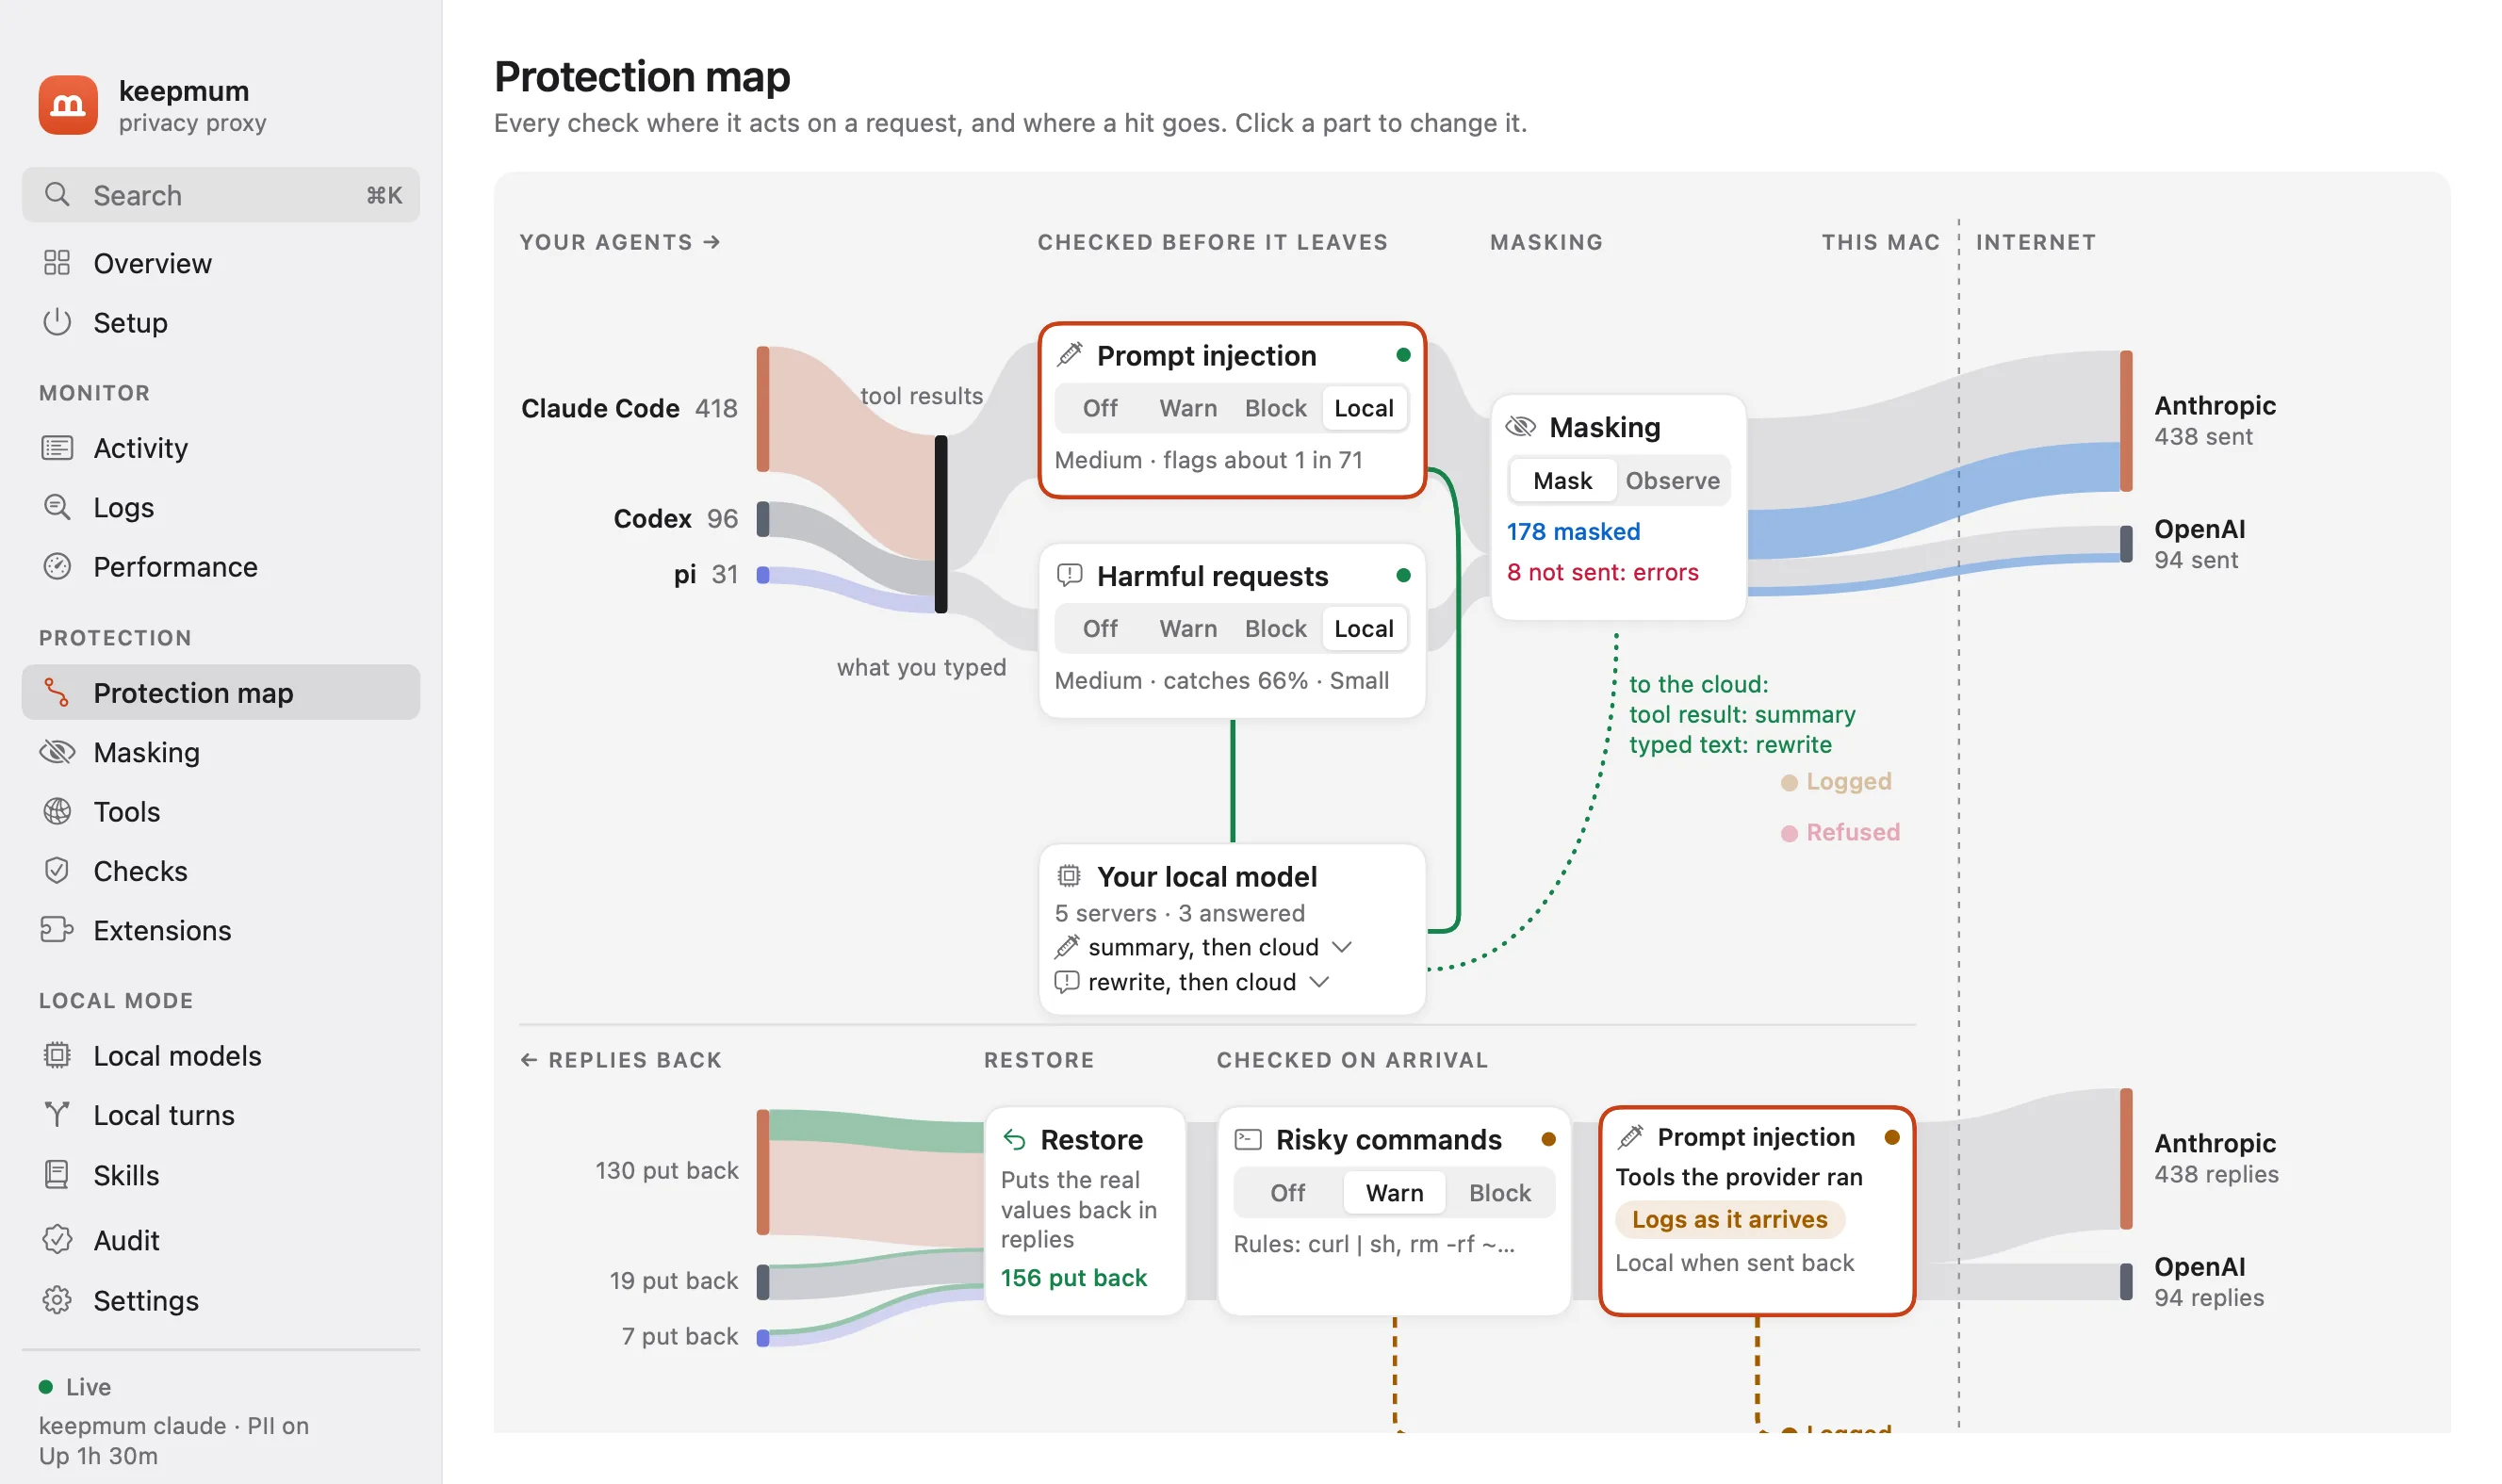 keepmum
privacy proxy
Search ⌘K
Overview
Setup
MONITOR
Activity
Logs
Performance
PROTECTION
Protection map
Masking
Tools
Checks
Extensions
LOCAL MODE
Local models
Local turns
Skills
Audit
Settings
Live
keepmum claude · PII on
Up 1h 30m
Protection map
Every check where it acts on a request, and where a hit goes. Click a part to change it.
YOUR AGENTS →
CHECKED BEFORE IT LEAVES
MASKING
THIS MAC
INTERNET
Claude Code 418
Codex 96
pi 31
tool results
what you typed
Prompt injection
Off Warn Block Local
Medium · flags about 1 in 71
Harmful requests
Off Warn Block Local
Medium · catches 66% · Small
Masking
Mask Observe
178 masked
8 not sent: errors
Anthropic
438 sent
OpenAI
94 sent
to the cloud:
tool result: summary
typed text: rewrite
Logged
Refused
Your local model
5 servers · 3 answered
summary, then cloud
rewrite, then cloud
← REPLIES BACK
RESTORE
CHECKED ON ARRIVAL
130 put back
19 put back
7 put back
Restore
Puts the real
values back in
replies
156 put back
Risky commands
Off Warn Block
Rules: curl | sh, rm -rf ~...
Prompt injection
Tools the provider ran
Logs as it arrives
Local when sent back
Anthropic
438 replies
OpenAI
94 replies
Logged